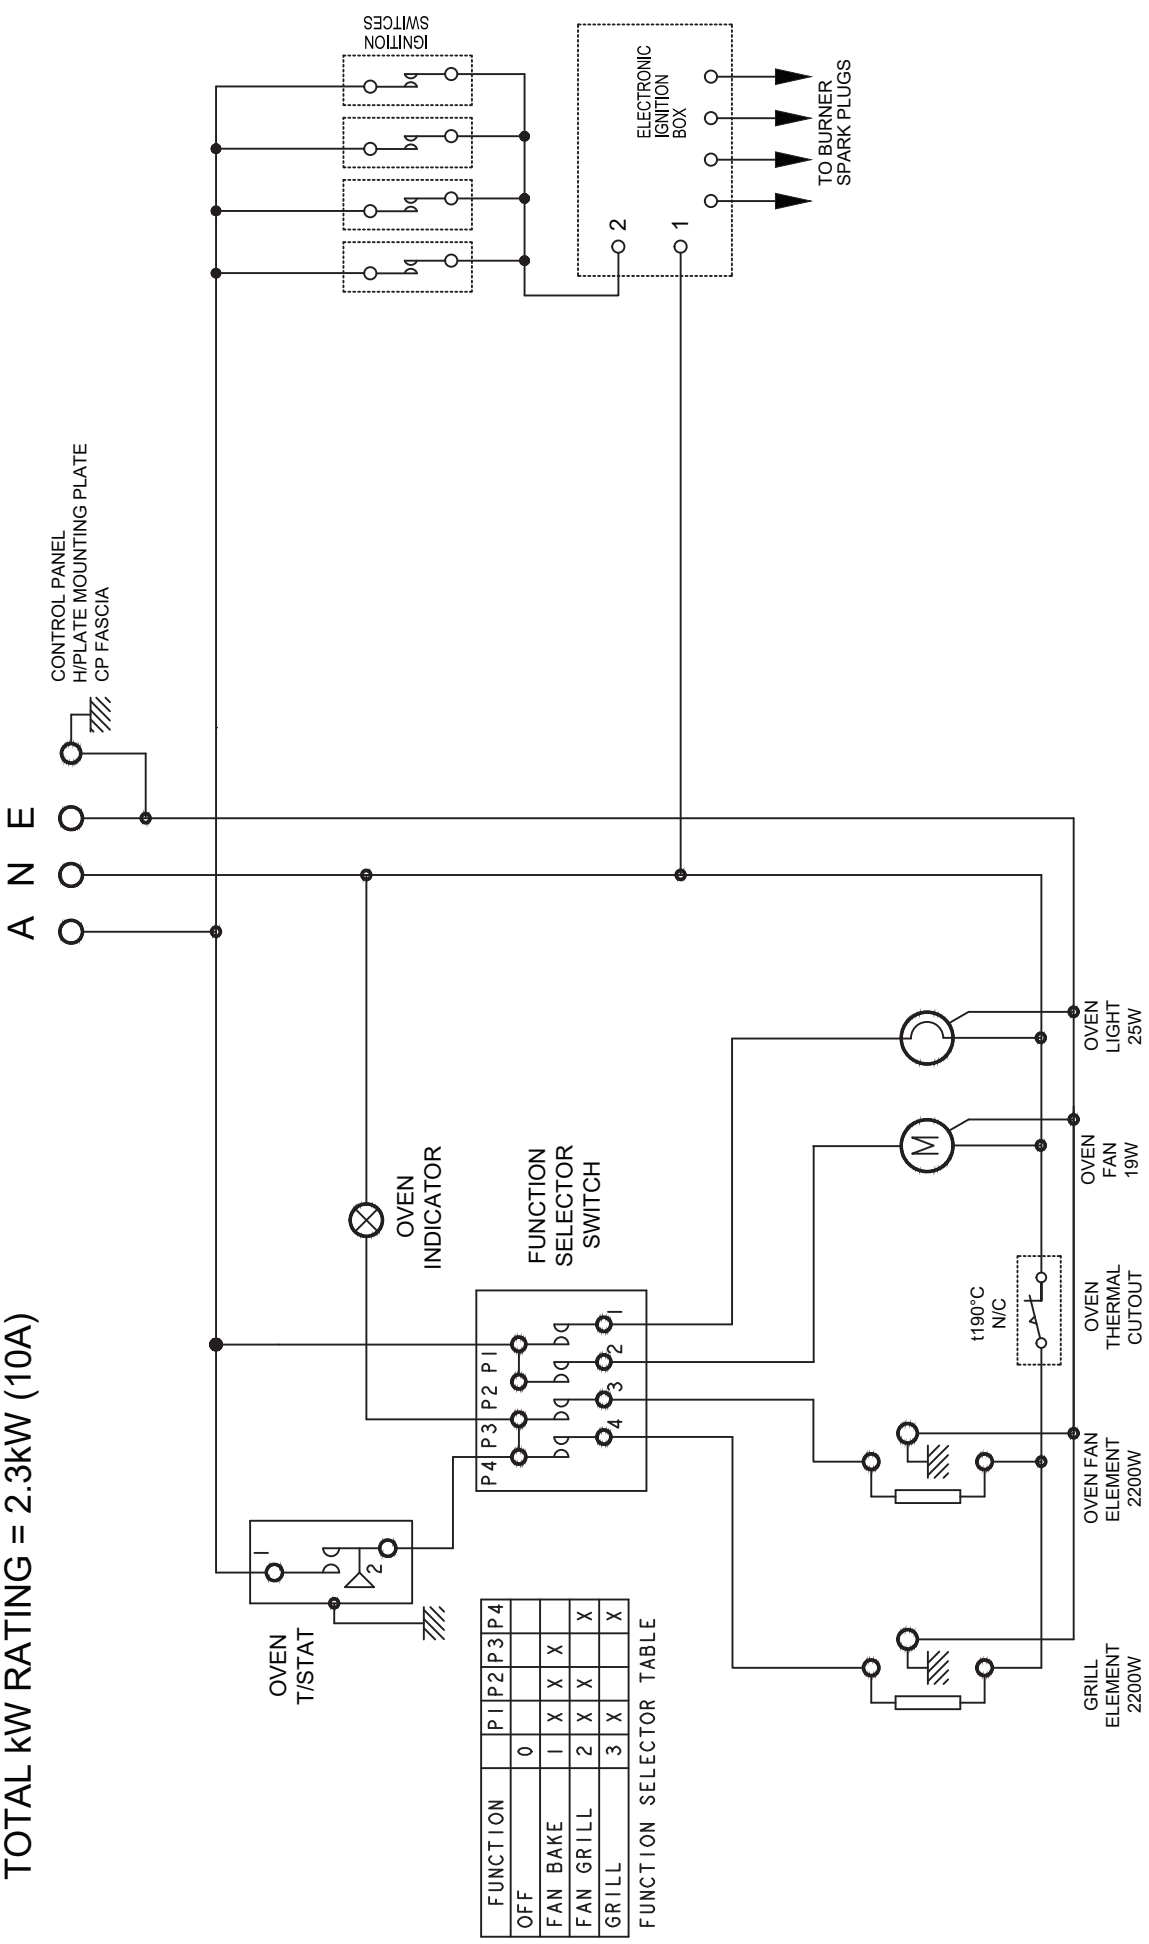 TOTAL kW RATING = 2.3kW (10A)
A N E
CONTROL PANEL
H/PLATE MOUNTING PLATE
CP FASCIA
IGNITION
SWITCES
ELECTRONIC
IGNITION
BOX
2
1
TO BURNER
SPARK PLUGS
OVEN
T/STAT
1
2
OVEN
INDICATOR
FUNCTION
SELECTOR
SWITCH
P4 P3 P2 P1
4 3 2 1
FUNCTION P1 P2 P3 P4
OFF 0
FAN BAKE 1 X X X
FAN GRILL 2 X X X
GRILL 3 X X
FUNCTION SELECTOR TABLE
t190°C
N/C
M
GRILL
ELEMENT
2200W
OVEN FAN
ELEMENT
2200W
OVEN
THERMAL
CUTOUT
OVEN
FAN
19W
OVEN
LIGHT
25W